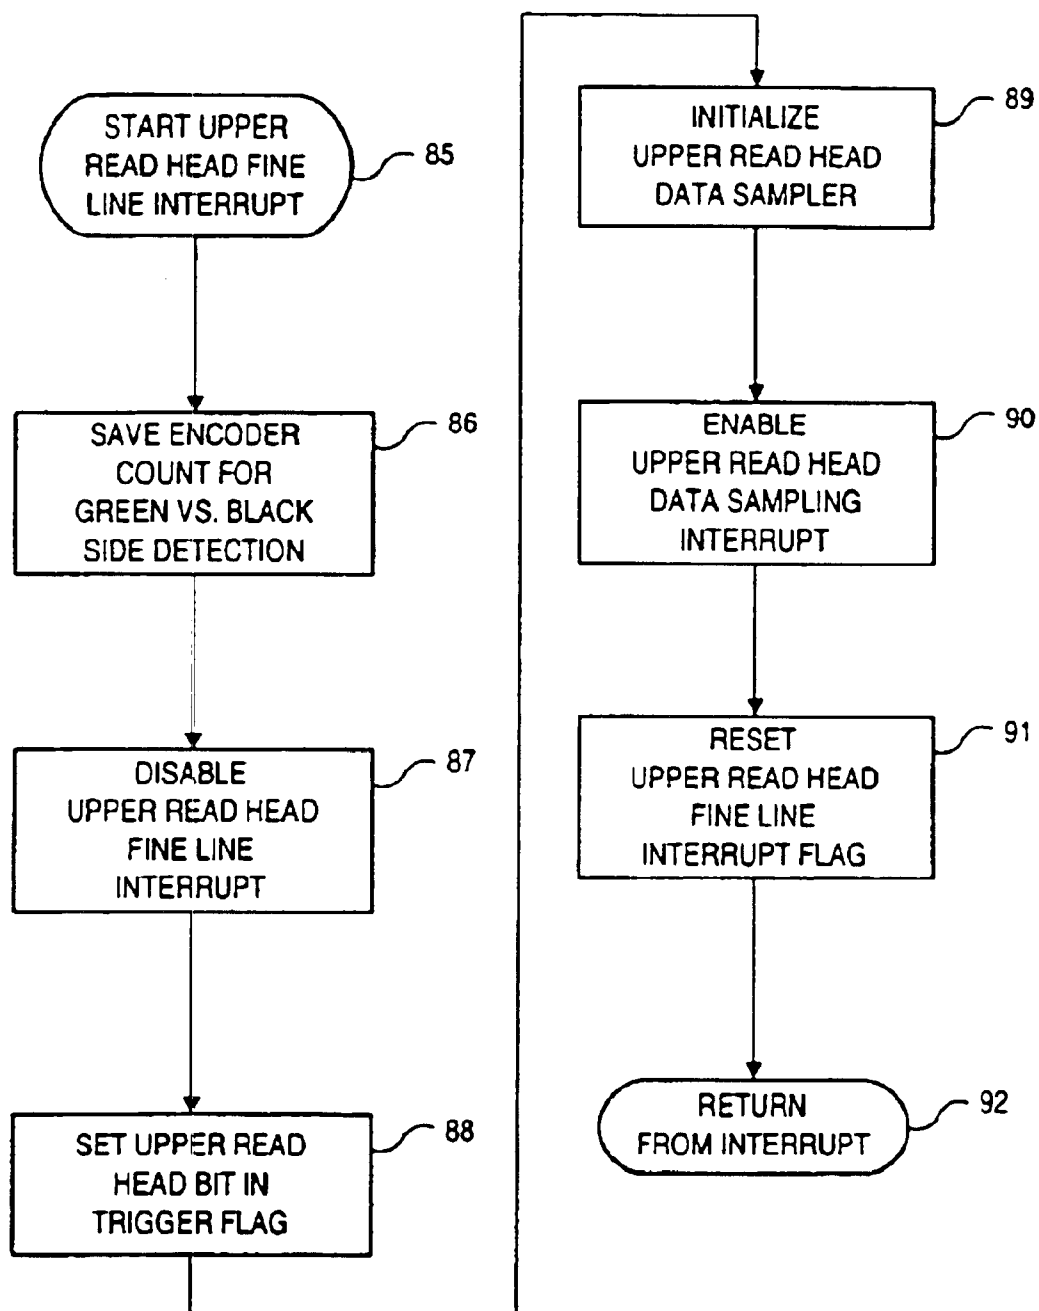 START UPPER
READ HEAD FINE
LINE INTERRUPT
85
SAVE ENCODER
COUNT FOR
GREEN VS. BLACK
SIDE DETECTION
86
DISABLE
UPPER READ HEAD
FINE LINE
INTERRUPT
87
SET UPPER READ
HEAD BIT IN
TRIGGER FLAG
88
INITIALIZE
UPPER READ HEAD
DATA SAMPLER
89
ENABLE
UPPER READ HEAD
DATA SAMPLING
INTERRUPT
90
RESET
UPPER READ HEAD
FINE LINE
INTERRUPT FLAG
91
RETURN
FROM INTERRUPT
92